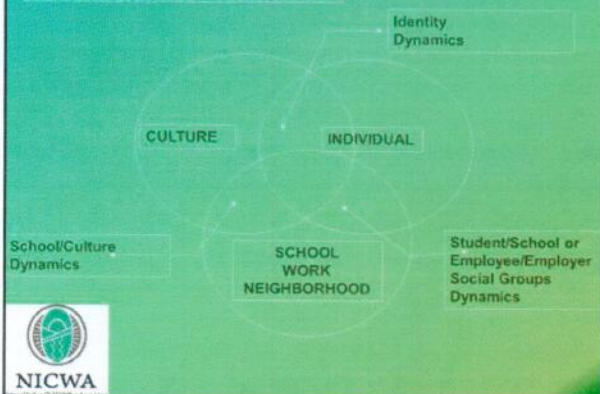 Identity
Dynamics
CULTURE
INDIVIDUAL
School/Culture
Dynamics
SCHOOL
WORK
NEIGHBORHOOD
Student/School or
Employee/Employer
Social Groups
Dynamics
NICWA